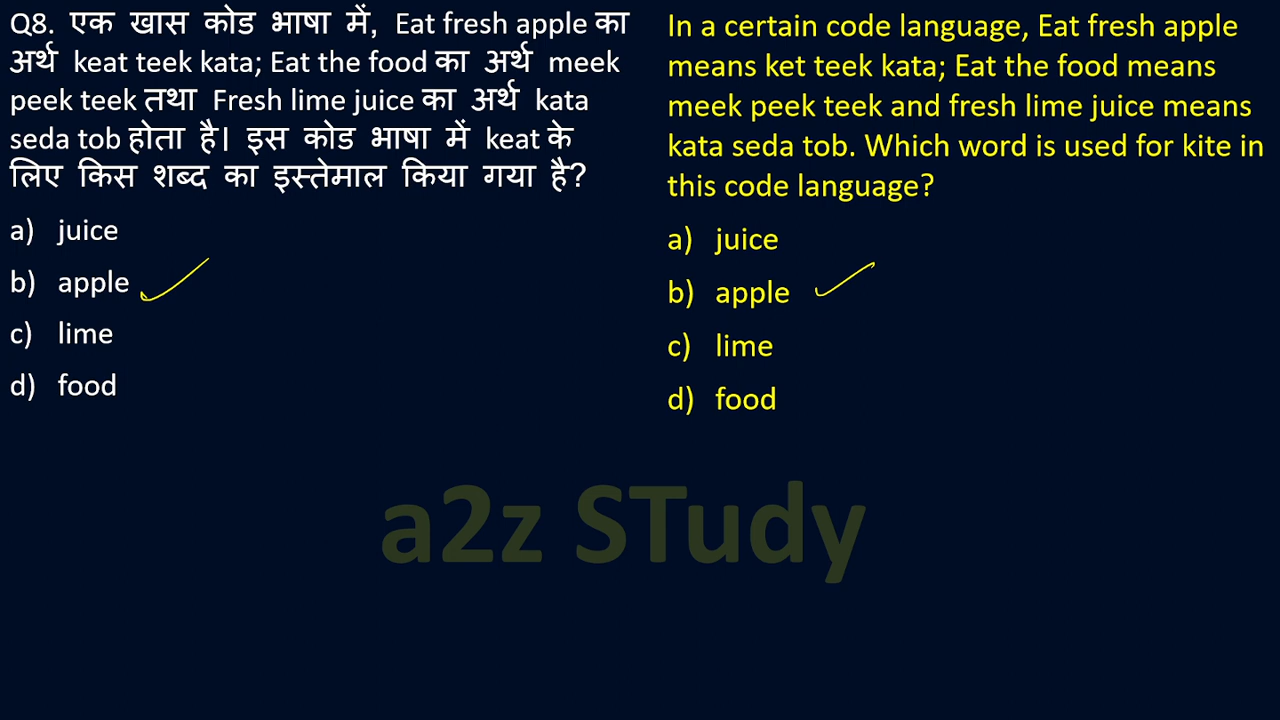 Q8. एक खास कोड भाषा में, Eat fresh apple का
अर्थ keat teek kata; Eat the food का अर्थ meek
peek teek तथा Fresh lime juice का अर्थ kata
seda tob होता है। इस कोड भाषा में keat के
लिए किस शब्द का इस्तेमाल किया गया है?
a) juice
b) apple
c) lime
d) food
In a certain code language, Eat fresh apple
means ket teek kata; Eat the food means
meek peek teek and fresh lime juice means
kata seda tob. Which word is used for kite in
this code language?
a) juice
b) apple
c) lime
d) food
a2z STudy